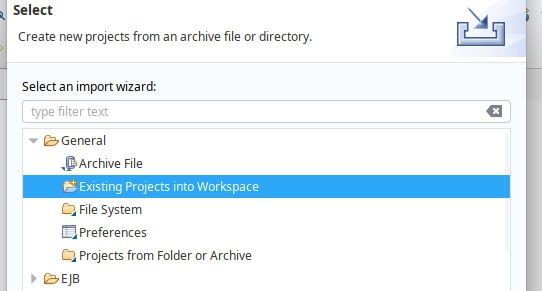 Select
Create new projects from an archive file or directory.
Select an import wizard:
type filter text
General
Archive File
Existing Projects into Workspace
File System
Preferences
Projects from Folder or Archive
EJB